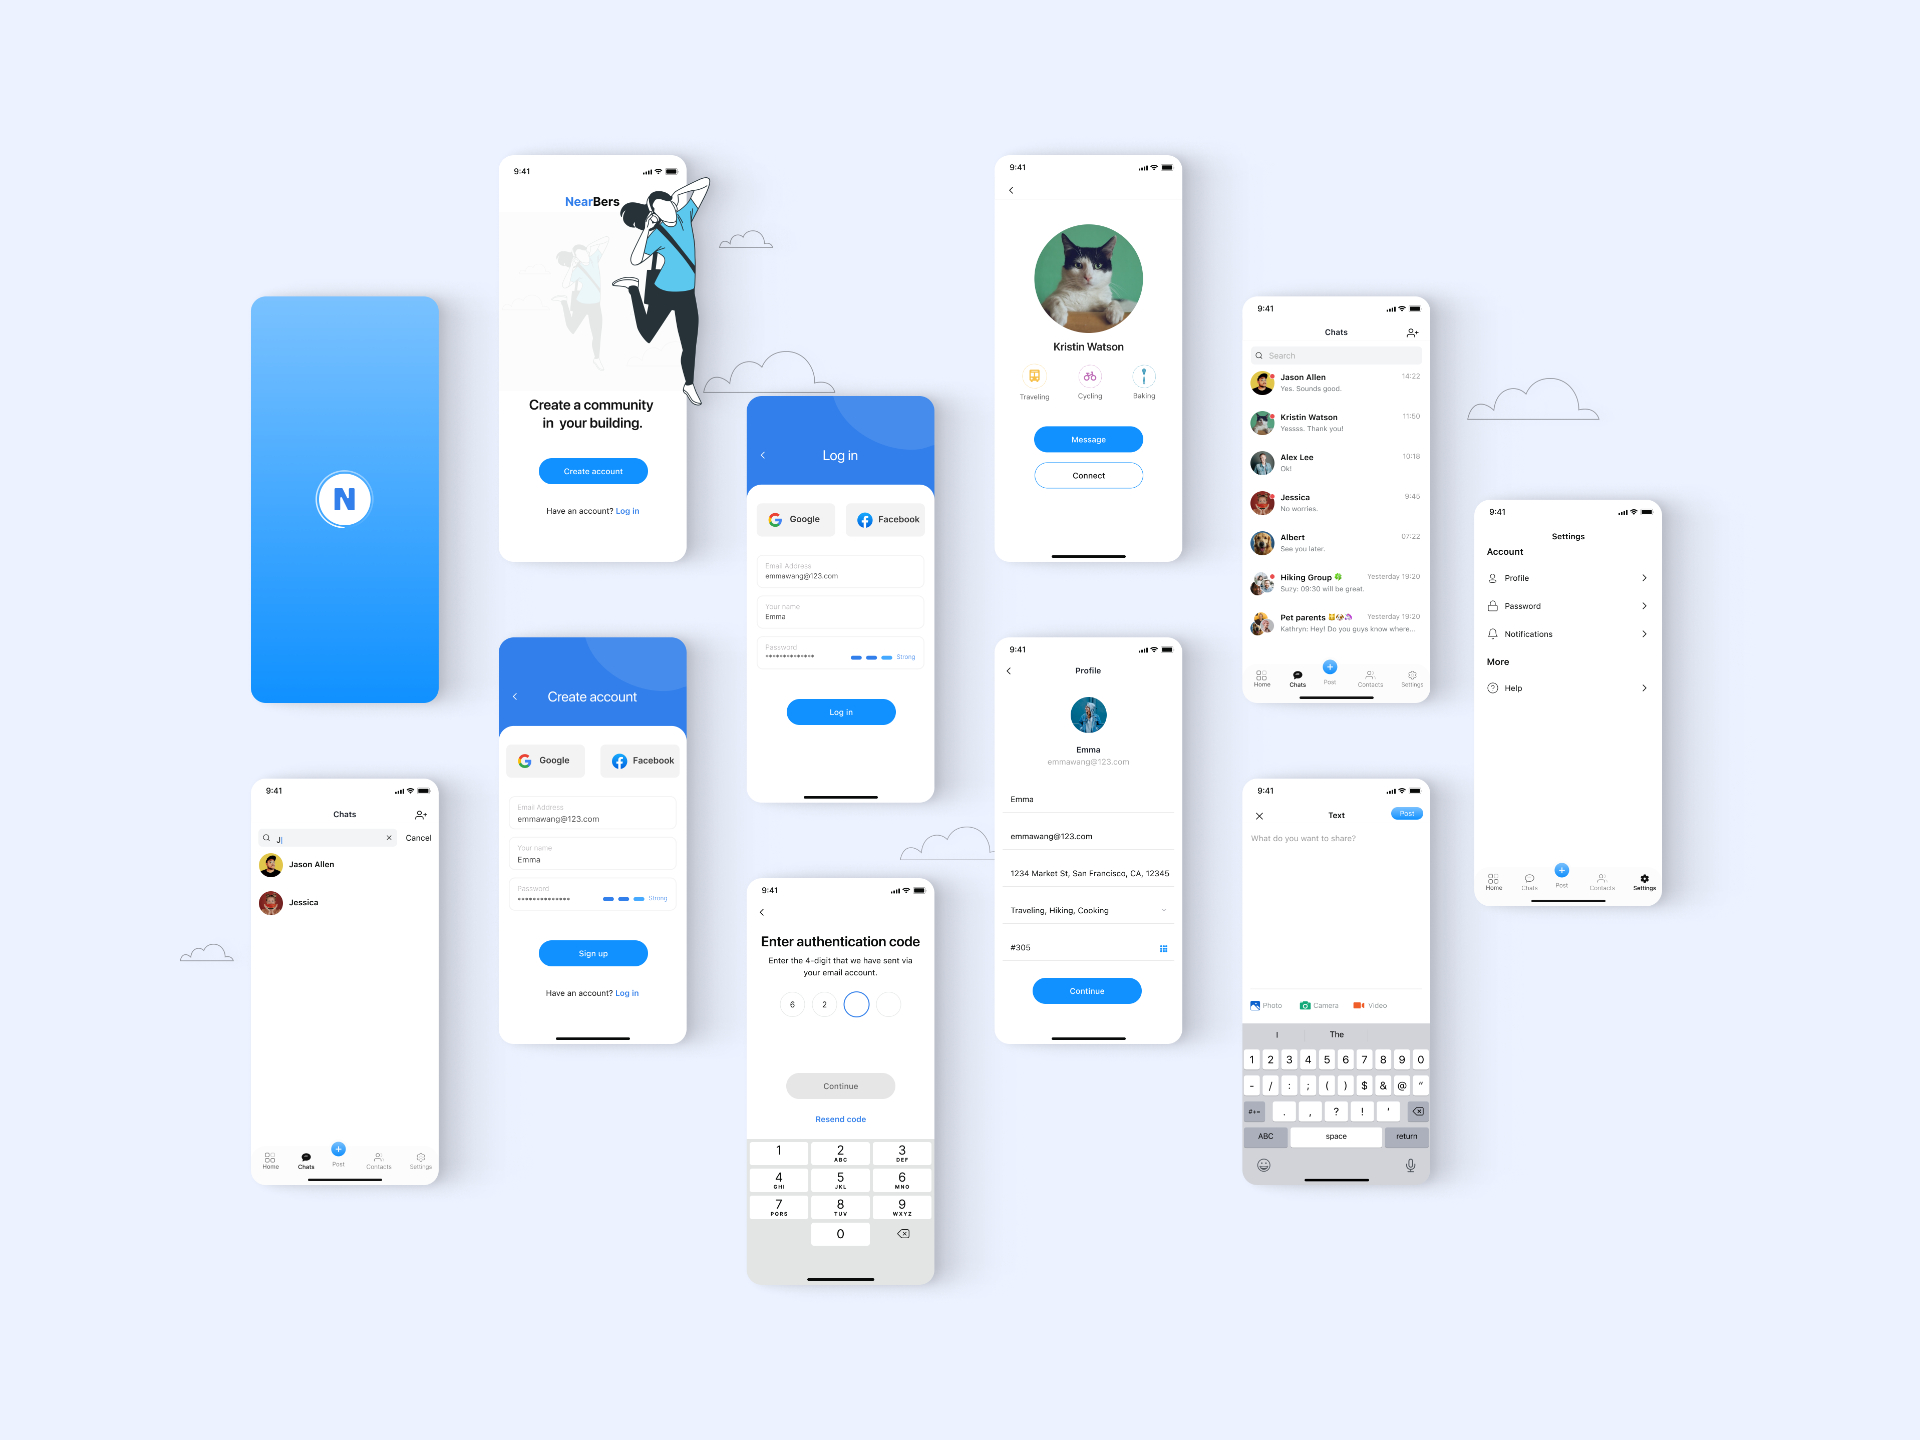 N
9:41
Chats
J|
Cancel
Jason Allen
Jessica
Home
Chats
Post
Contacts
Settings
9:41
NearBers
Create a community
in your building.
Create account
Have an account? Log in
Create account
Google
Facebook
Email Address
emmawang@123.com
Your name
Emma
Password
**************
Strong
Sign up
Have an account? Log in
Log in
Google
Facebook
Email Address
emmawang@123.com
Your name
Emma
Password
**************
Strong
Log in
9:41
Enter authentication code
Enter the 4-digit that we have sent via
your email account.
6 2
Continue
Resend code
1 2 3
ABC DEF
4 5 6
GHI JKL MNO
7 8 9
PQRS TUV WXYZ
0
9:41
Kristin Watson
Traveling
Cycling
Baking
Message
Connect
9:41
Profile
Emma
emmawang@123.com
Emma
emmawang@123.com
1234 Market St, San Francisco, CA, 12345
Traveling, Hiking, Cooking
#305
Continue
9:41
Chats
Search
Jason Allen 14:22
Yes. Sounds good.
Kristin Watson 11:50
Yessss. Thank you!
Alex Lee 10:18
Ok!
Jessica 9:45
No worries.
Albert 07:22
See you later.
Hiking Group 🍀 Yesterday 19:20
Suzy: 09:30 will be great.
Pet parents Yesterday 19:20
Kathryn: Hey! Do you guys know where...
Home
Chats
Post
Contacts
Settings
9:41
Text
Post
What do you want to share?
Photo
Camera
Video
I The
1 2 3 4 5 6 7 8 9 0
- / : ; ( ) $ & @ “
#+= . , ? ! ’
ABC space return
9:41
Settings
Account
Profile
Password
Notifications
More
Help
Home
Chats
Post
Contacts
Settings